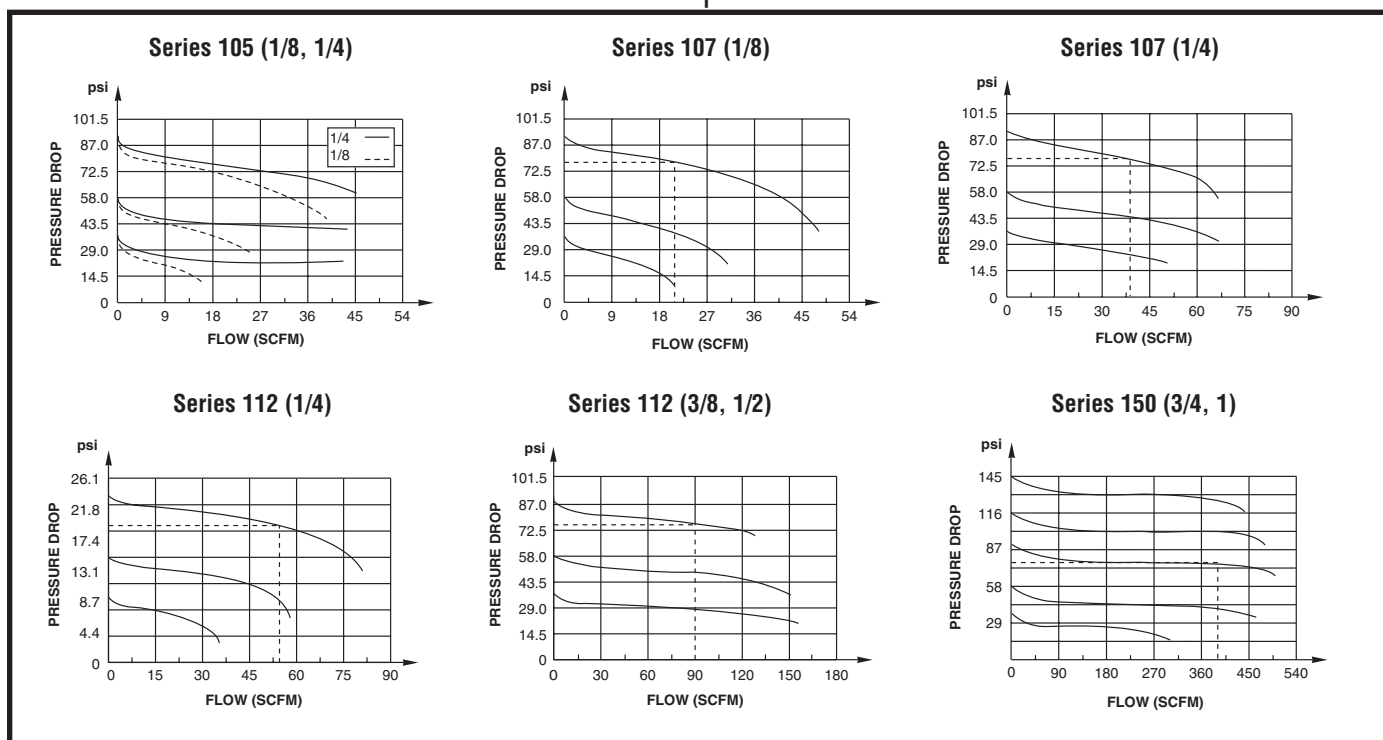 Series 105 (1/8, 1/4)
psi
PRESSURE DROP
101.5
87.0
72.5
58.0
43.5
29.0
14.5
0
1/4
1/8
0 9 18 27 36 45 54
FLOW (SCFM)
Series 107 (1/8)
psi
PRESSURE DROP
101.5
87.0
72.5
58.0
43.5
29.0
14.5
0
0 9 18 27 36 45 54
FLOW (SCFM)
Series 107 (1/4)
psi
PRESSURE DROP
101.5
87.0
72.5
58.0
43.5
29.0
14.5
0
0 15 30 45 60 75 90
FLOW (SCFM)
Series 112 (1/4)
psi
PRESSURE DROP
26.1
21.8
17.4
13.1
8.7
4.4
0
0 15 30 45 60 75 90
FLOW (SCFM)
Series 112 (3/8, 1/2)
psi
PRESSURE DROP
101.5
87.0
72.5
58.0
43.5
29.0
14.5
0
0 30 60 90 120 150 180
FLOW (SCFM)
Series 150 (3/4, 1)
psi
PRESSURE DROP
145
116
87
58
29
0 90 180 270 360 450 540
FLOW (SCFM)